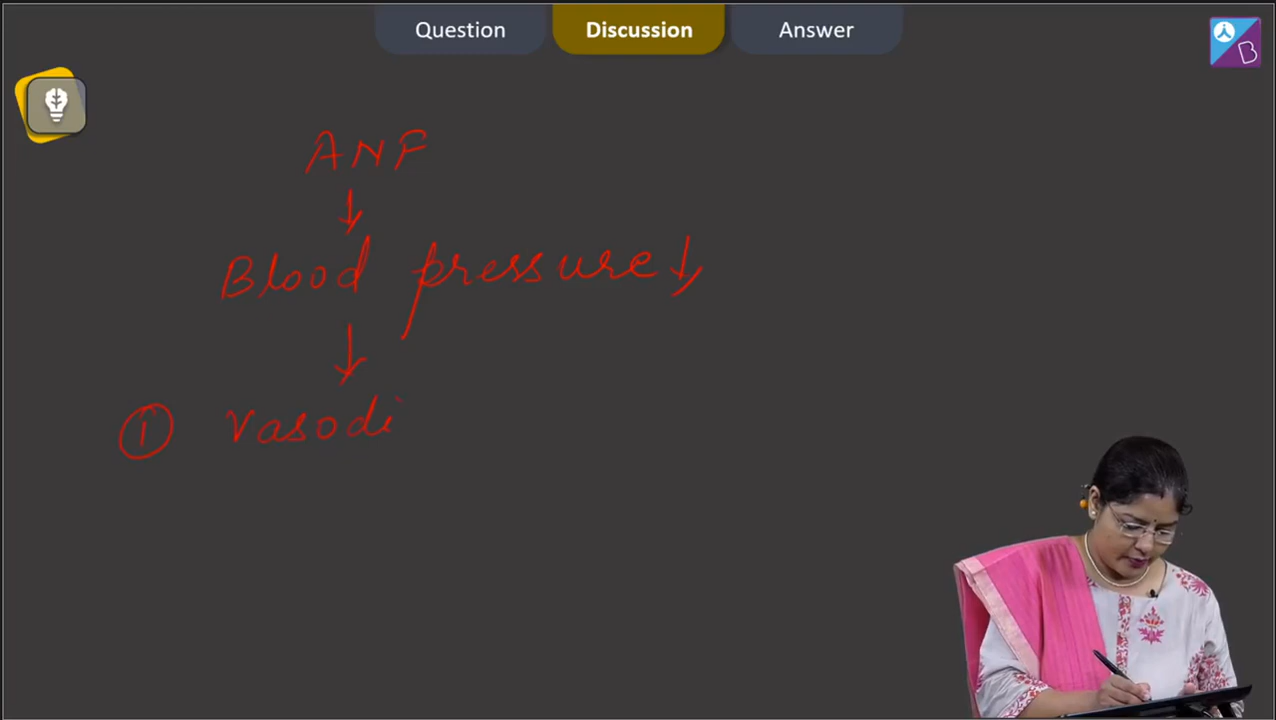 Question Discussion Answer
ANF
↓
Blood pressure ↓
↓
① Vasodi